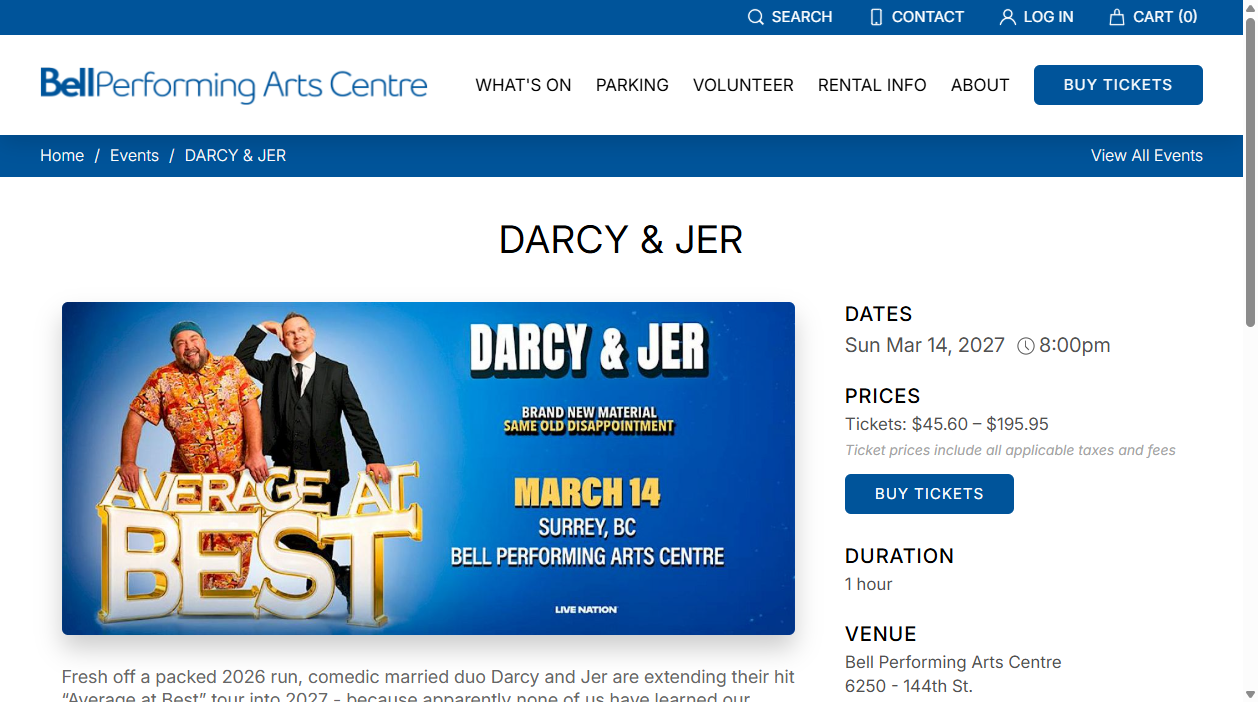 SEARCH CONTACT LOG IN CART (0)
BellPerforming Arts Centre
WHAT'S ON PARKING VOLUNTEER RENTAL INFO ABOUT BUY TICKETS
Home / Events / DARCY & JER View All Events
DARCY & JER
DARCY & JER
BRAND NEW MATERIAL
SAME OLD DISAPPOINTMENT
AVERAGE AT
BEST
MARCH 14
SURREY, BC
BELL PERFORMING ARTS CENTRE
LIVE NATION
Fresh off a packed 2026 run, comedic married duo Darcy and Jer are extending their hit
“Average at Best” tour into 2027 - because apparently none of us have learned our
DATES
Sun Mar 14, 2027 8:00pm
PRICES
Tickets: $45.60 – $195.95
Ticket prices include all applicable taxes and fees
BUY TICKETS
DURATION
1 hour
VENUE
Bell Performing Arts Centre
6250 - 144th St.